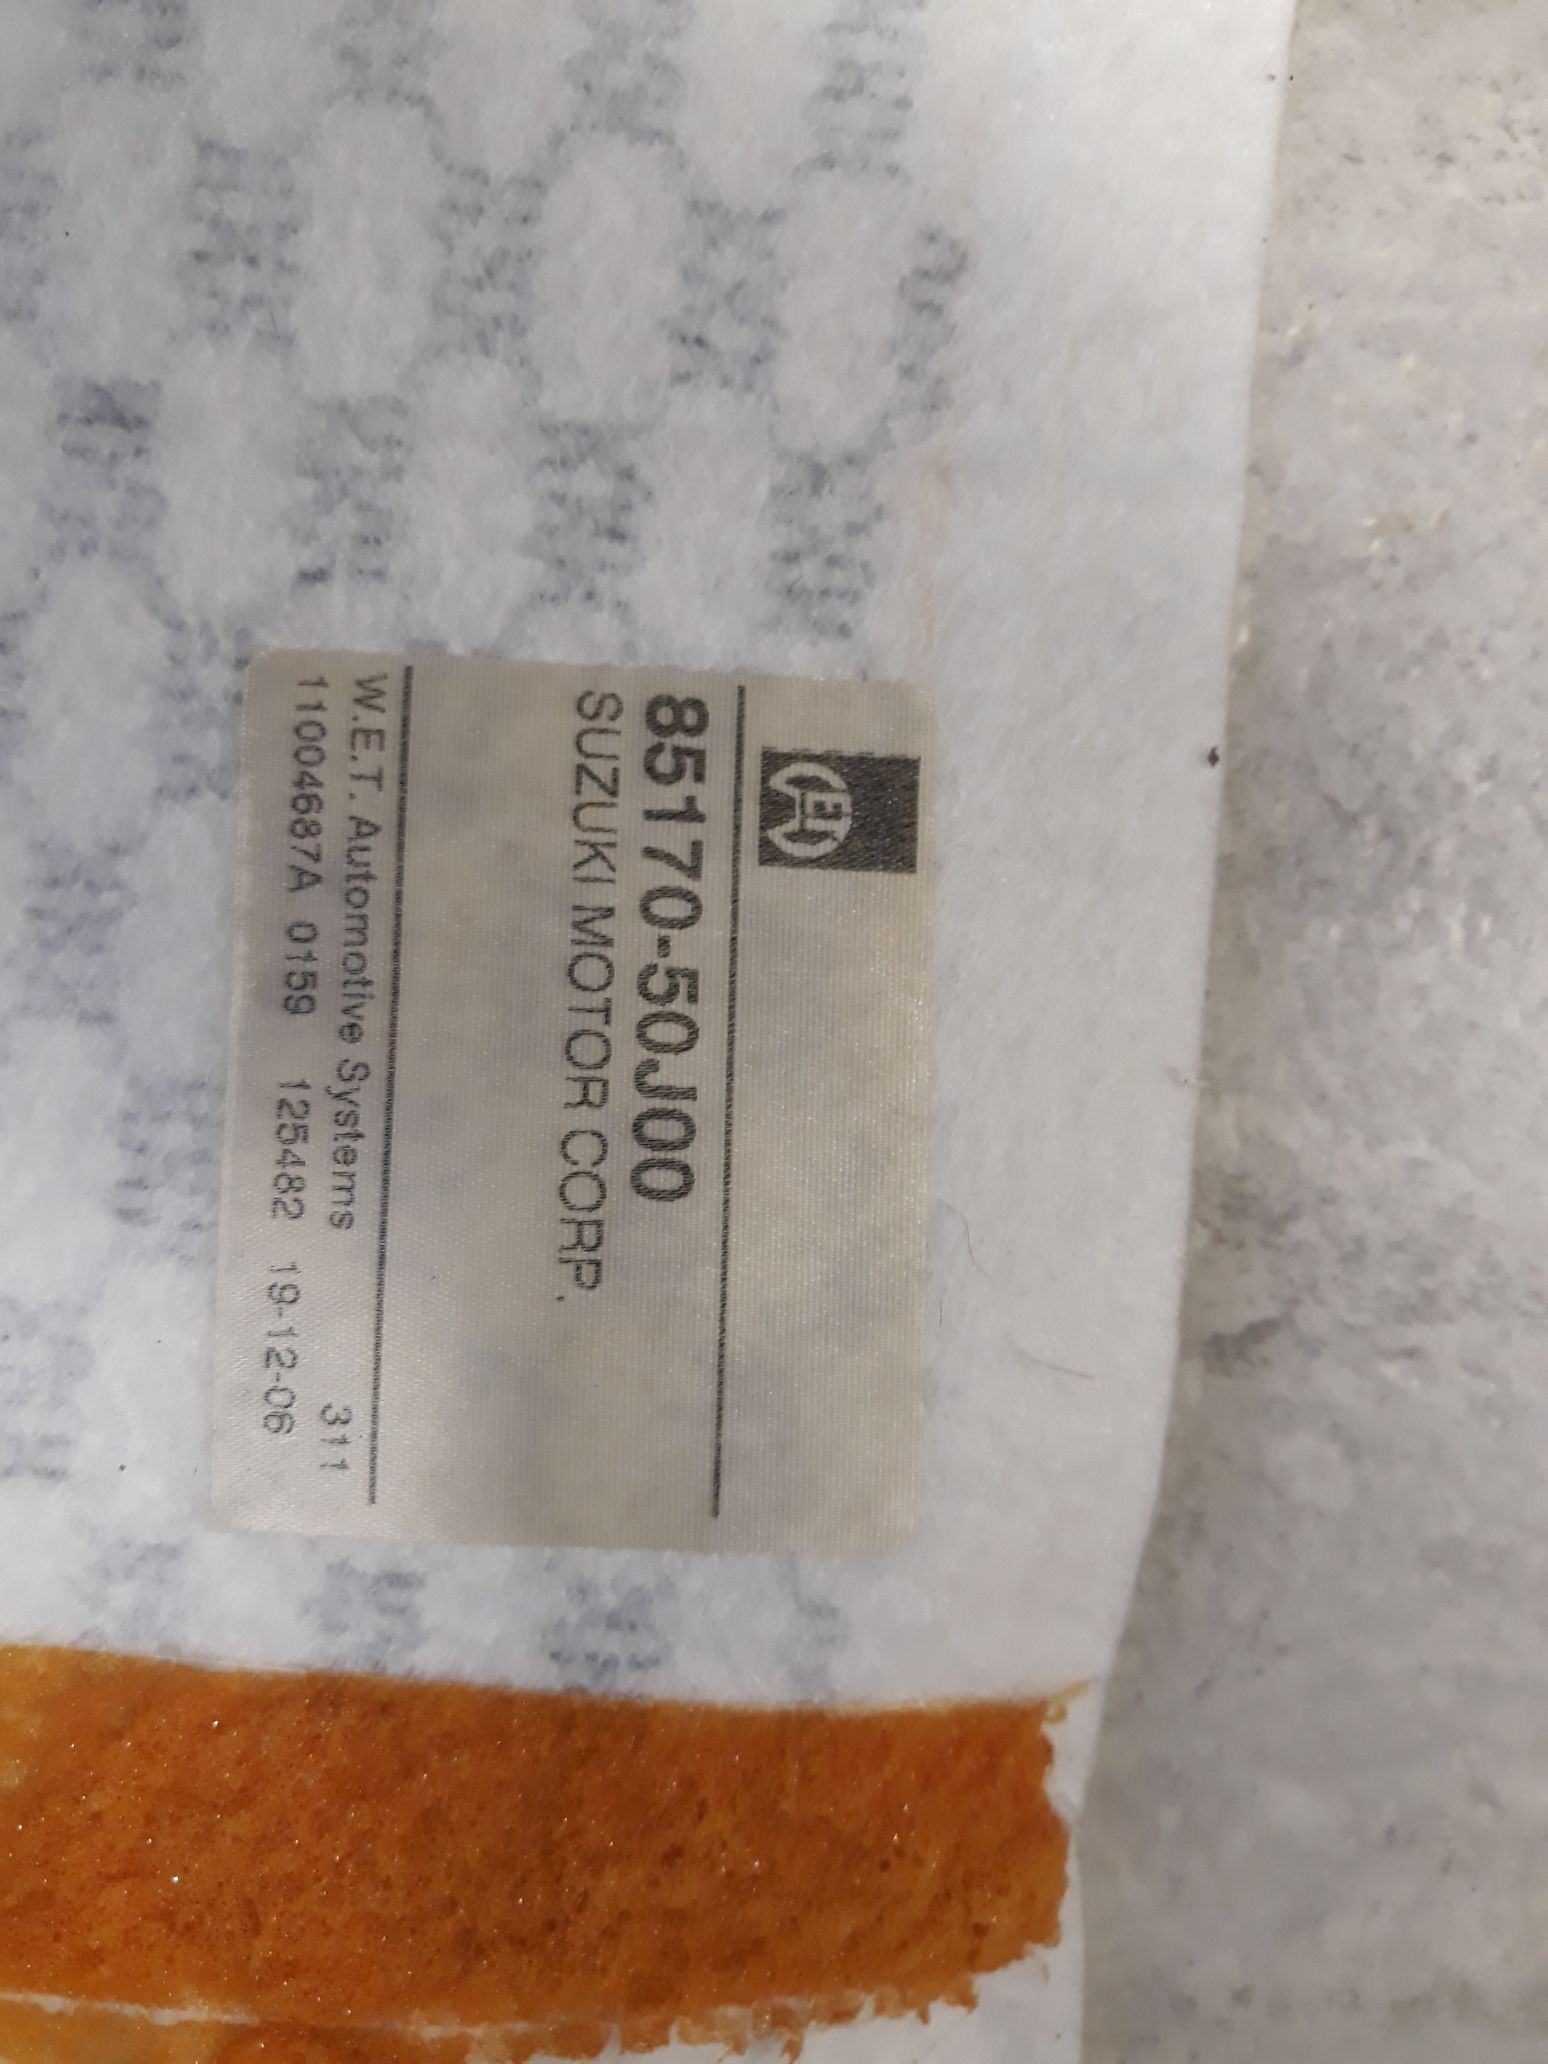 85170-50J00
SUZUKI MOTOR CORP.
W.E.T. Automotive Systems 311
11004687A 0159 125482 19-12-06